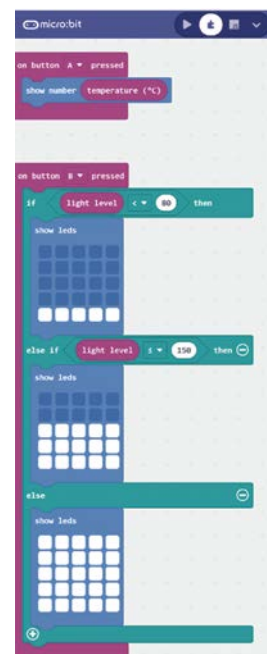 micro:bit
on button A pressed
show number temperature (°C)
on button B pressed
if light level < 80 then
show leds
else if light level ≤ 150 then
show leds
else
show leds